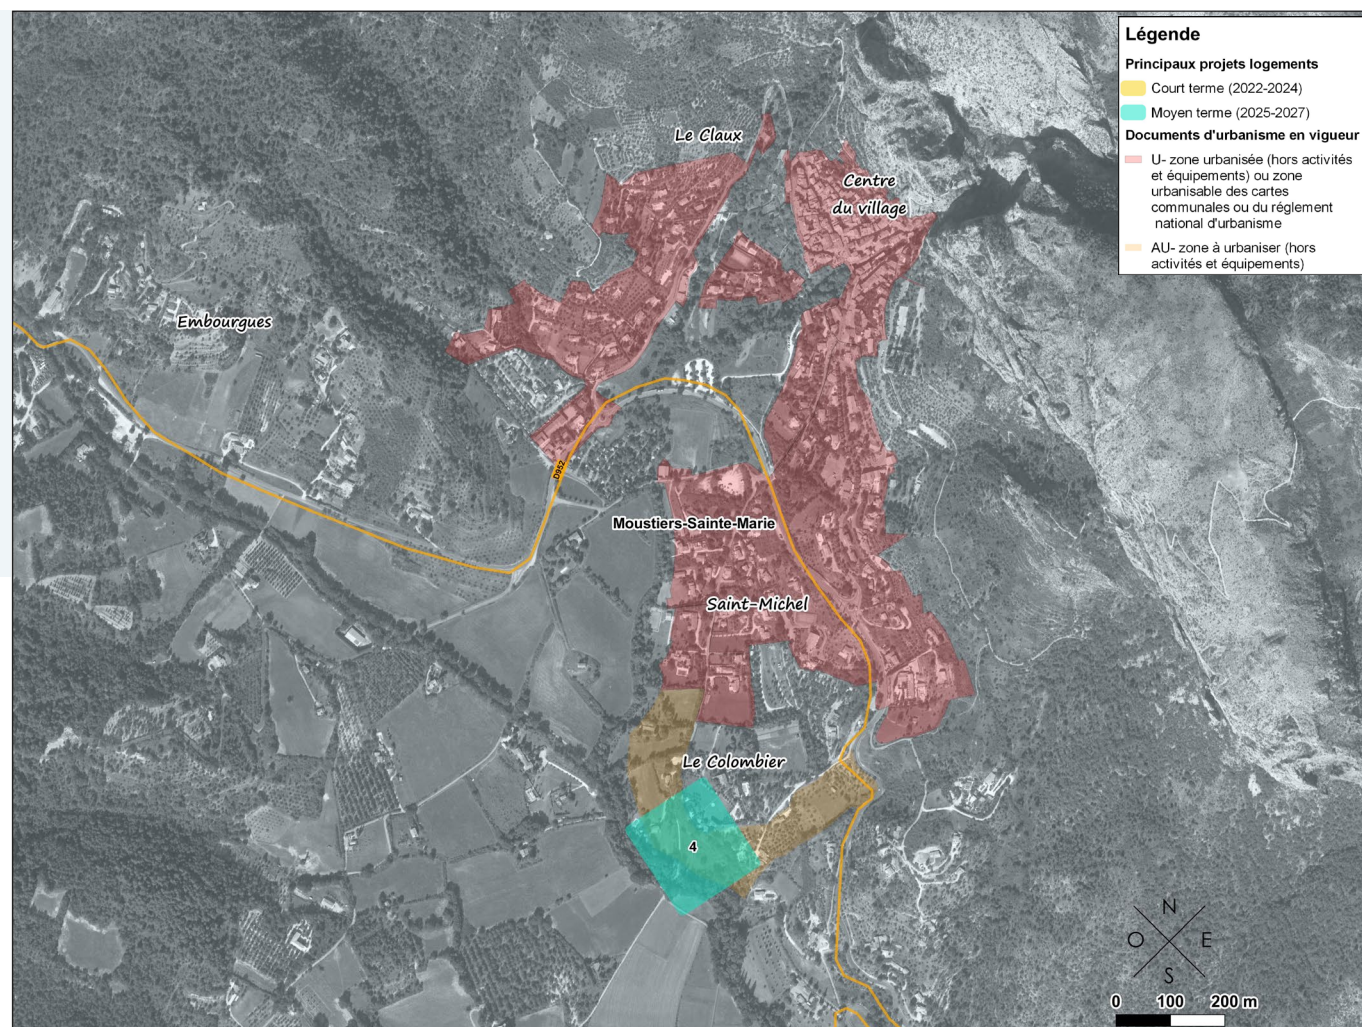 Légende
Principaux projets logements
Court terme (2022-2024)
Moyen terme (2025-2027)
Documents d'urbanisme en vigueur
U- zone urbanisée (hors activités
et équipements) ou zone
urbanisable des cartes
communales ou du réglement
national d'urbanisme
AU- zone à urbaniser (hors
activités et équipements)
Le Claux
Centre
du village
Embourgues
D952
Moustiers-Sainte-Marie
Saint-Michel
Le Colombier
4
N
O
E
S
0 100 200 m